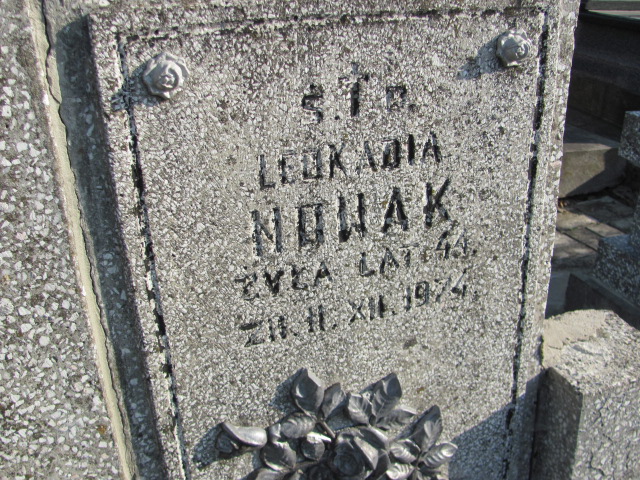 Ś.†P.
LEOKADIA
NOWAK
ŻYŁA LAT 44.
ZM. 11. XII. 1974.